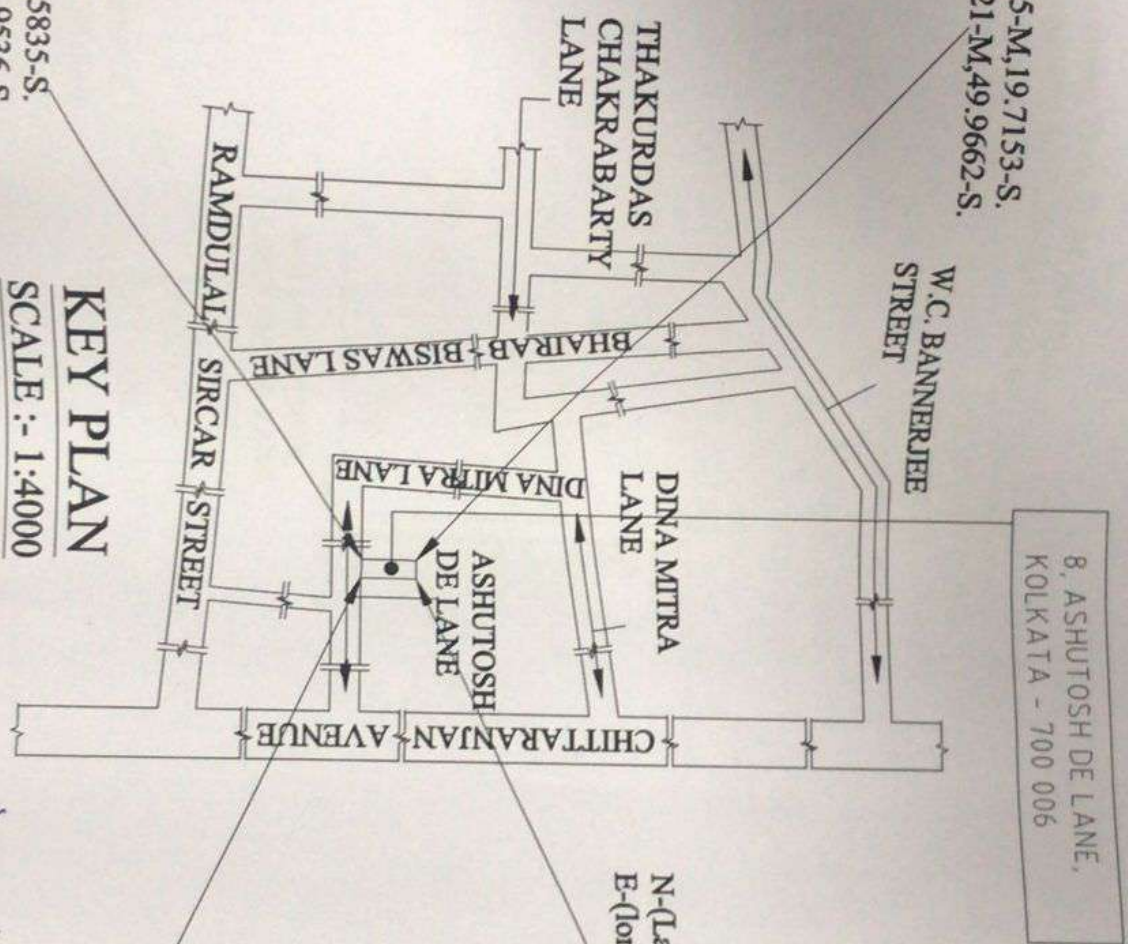 5-M,19.7153-S.
21-M,49.9662-S.
W.C. BANNERJEE
STREET
8, ASHUTOSH DE LANE,
KOLKATA - 700 006
THAKURDAS
CHAKRABARTY
LANE
BHAIRAB BISWAS LANE
DINA MITRA
LANE
DINA MITRA LANE
ASHUTOSH
DE LANE
CHITTARANJAN AVENUE
RAMDULAL SIRCAR STREET
5835-S.
N-(La
E-(lon
KEY PLAN
SCALE :- 1:4000